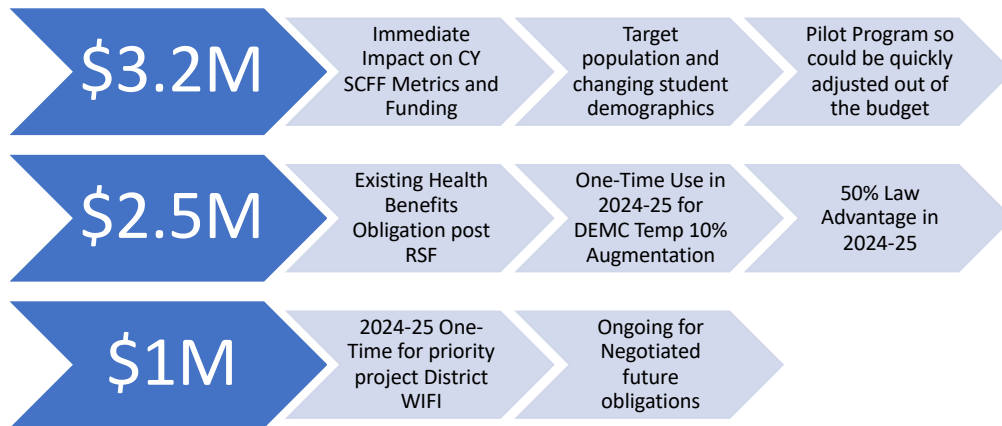 $3.2M
Immediate
Impact on CY
SCFF Metrics and
Funding
Target
population and
changing student
demographics
Pilot Program so
could be quickly
adjusted out of
the budget
$2.5M
Existing Health
Benefits
Obligation post
RSF
One-Time Use in
2024-25 for
DEMC Temp 10%
Augmentation
50% Law
Advantage in
2024-25
$1M
2024-25 One-
Time for priority
project District
WIFI
Ongoing for
Negotiated
future
obligations